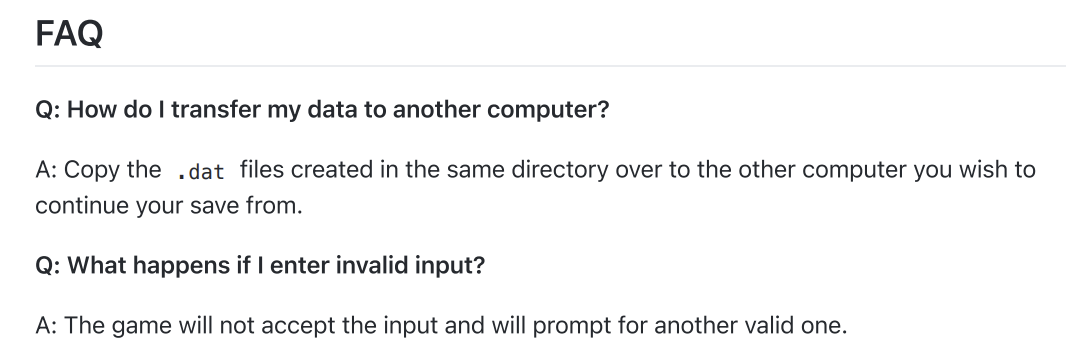 FAQ
Q: How do I transfer my data to another computer?
A: Copy the .dat files created in the same directory over to the other computer you wish to
continue your save from.
Q: What happens if I enter invalid input?
A: The game will not accept the input and will prompt for another valid one.